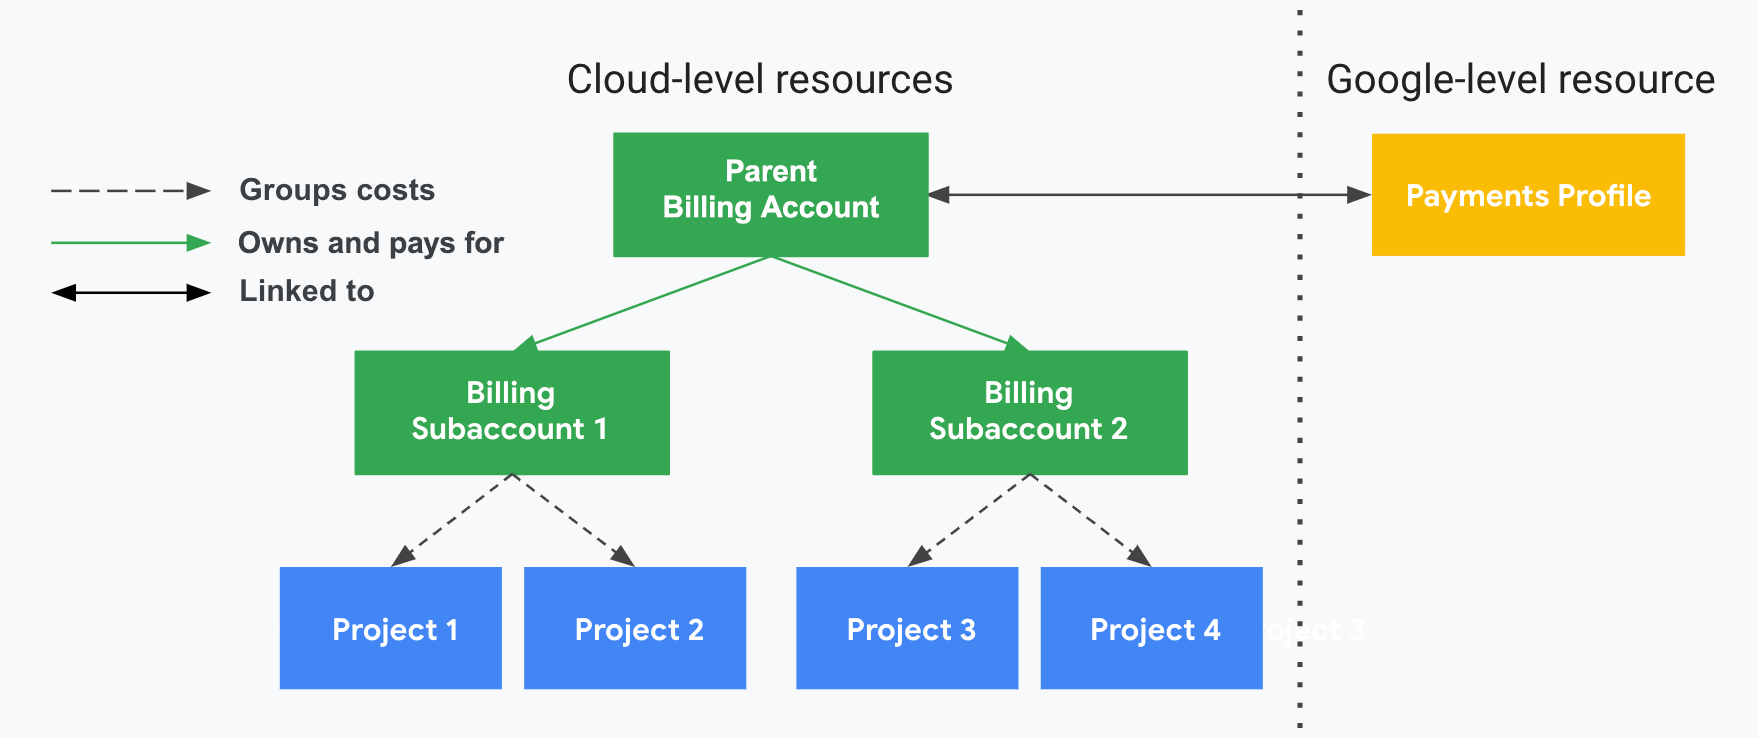 Cloud-level resources
Google-level resource
Groups costs
Owns and pays for
Linked to
Parent
Billing Account
Payments Profile
Billing
Subaccount 1
Billing
Subaccount 2
Project 1
Project 2
Project 3
Project 4
oject 3